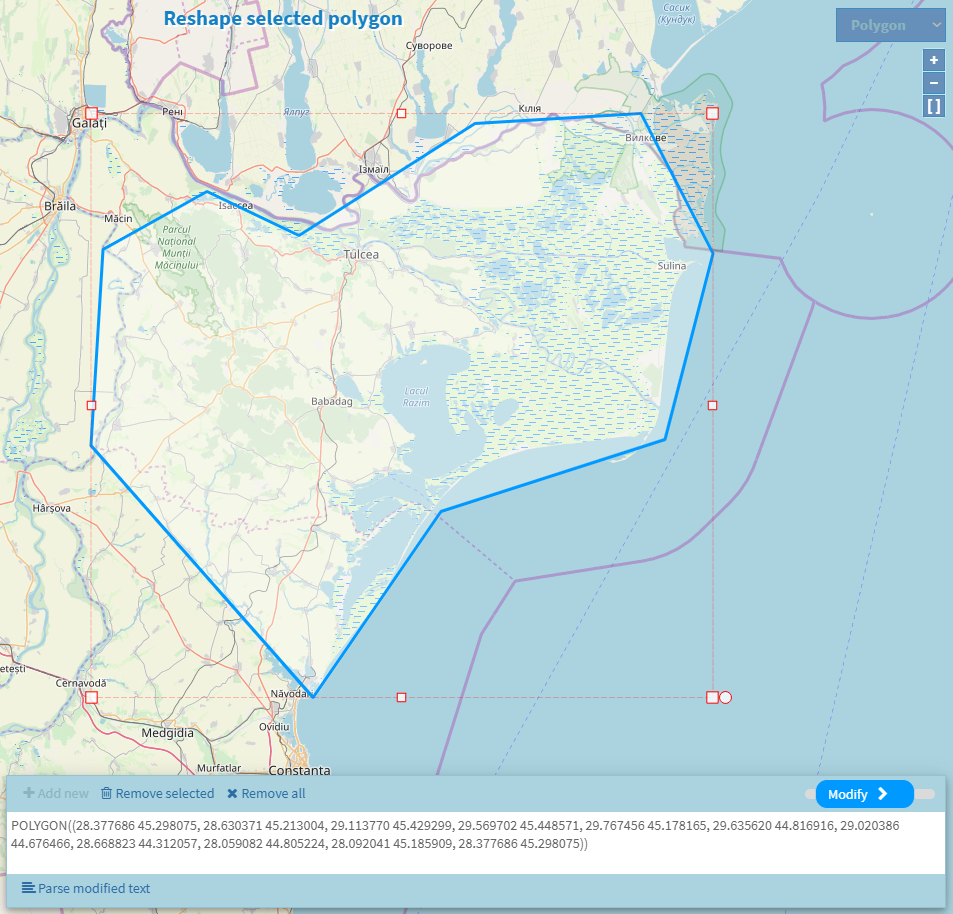 Reshape selected polygon
Polygon
+
−
[ ]
Сасик
(Кундук)
Суворове
Рені
Ялпуг
Кілія
Galați
Вилкове
Ізмаїл
Brăila
Măcin
Isaccea
Parcul
Național
Munții
Măcinului
Tulcea
Sulina
Babadag
Lacul
Razim
Hârșova
etești
Cernavodă
Năvodar
Ovidiu
Medgidia
Murfatlar
Constanța
Add new
Remove selected
Remove all
Modify
POLYGON((28.377686 45.298075, 28.630371 45.213004, 29.113770 45.429299, 29.569702 45.448571, 29.767456 45.178165, 29.635620 44.816916, 29.020386
44.676466, 28.668823 44.312057, 28.059082 44.805224, 28.092041 45.185909, 28.377686 45.298075))
Parse modified text